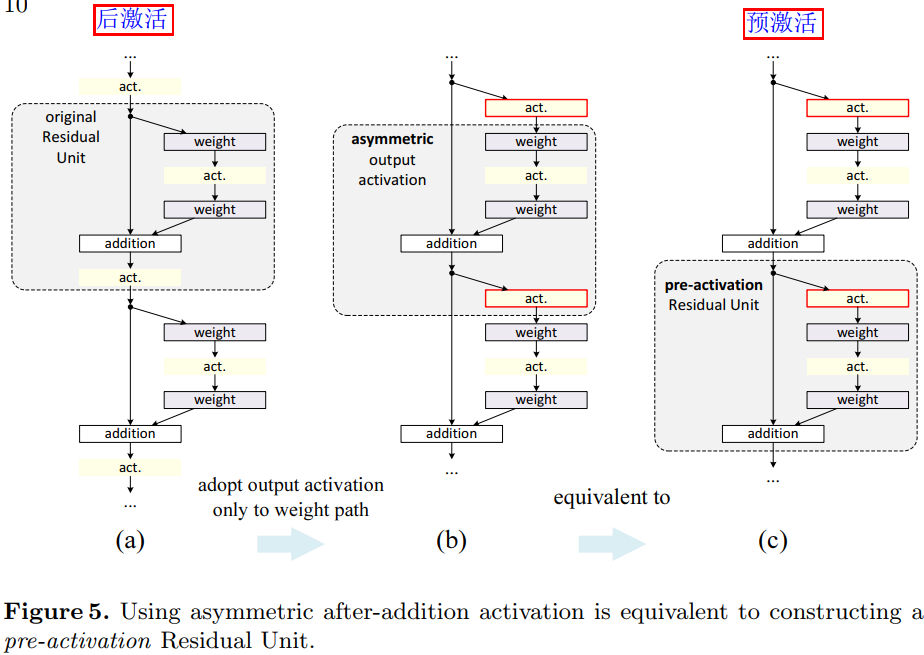 10
后激活
预激活
...
act.
original
Residual
Unit
weight
act.
weight
addition
act.
weight
act.
weight
addition
act.
...
(a)
adopt output activation
only to weight path
...
act.
asymmetric
output
activation
weight
act.
weight
addition
act.
weight
act.
weight
addition
...
(b)
equivalent to
...
act.
weight
act.
weight
addition
pre-activation
Residual Unit
act.
weight
act.
weight
addition
...
(c)
Figure 5. Using asymmetric after-addition activation is equivalent to constructing a
pre-activation Residual Unit.